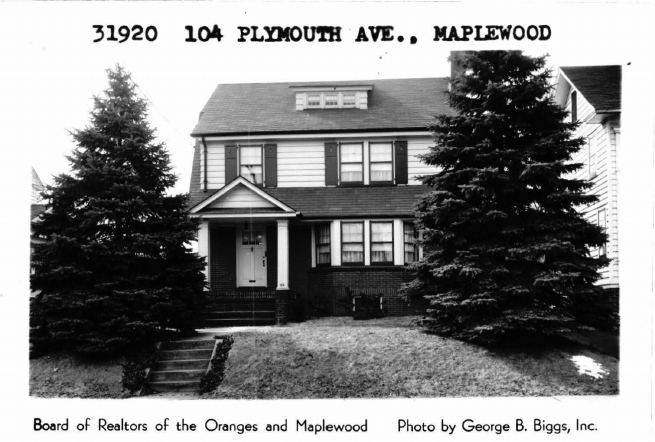 31920 104 PLYMOUTH AVE., MAPLEWOOD
Board of Realtors of the Oranges and Maplewood Photo by George B. Biggs, Inc.